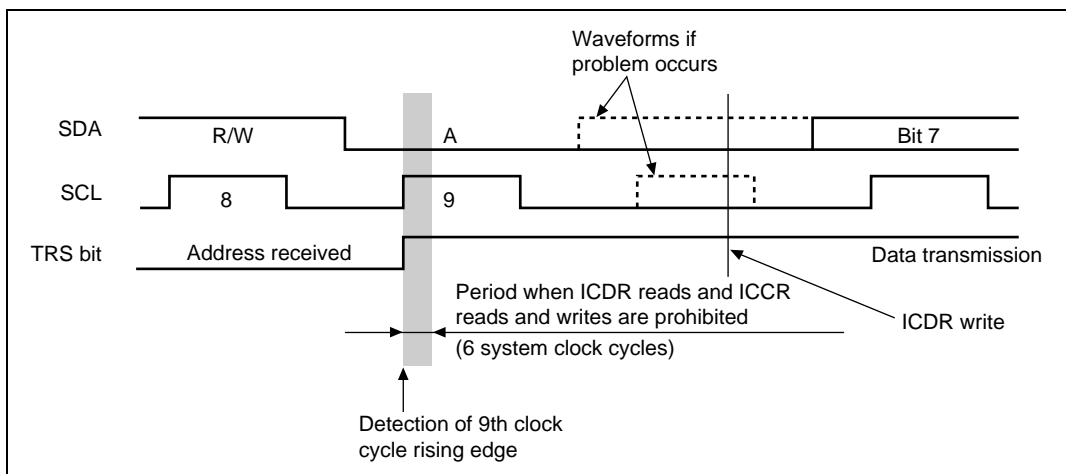 Waveforms if
problem occurs
SDA
R/W
A
Bit 7
SCL
8
9
TRS bit
Address received
Data transmission
Period when ICDR reads and ICCR
reads and writes are prohibited
(6 system clock cycles)
ICDR write
Detection of 9th clock
cycle rising edge